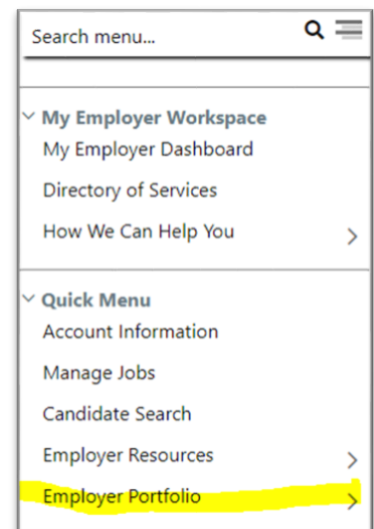 Search menu...
My Employer Workspace
My Employer Dashboard
Directory of Services
How We Can Help You
Quick Menu
Account Information
Manage Jobs
Candidate Search
Employer Resources
Employer Portfolio